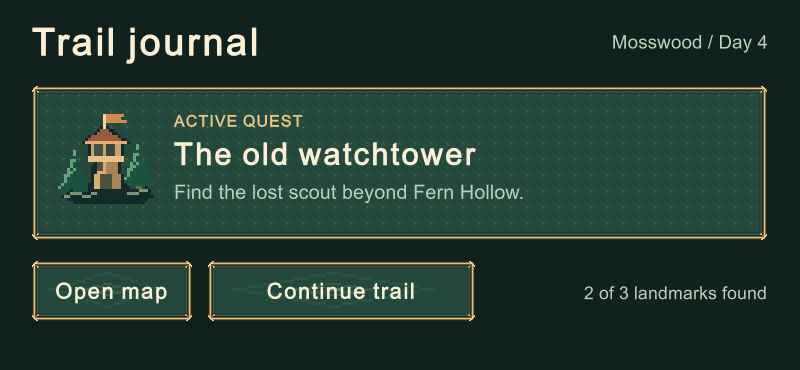 Trail journal
Mosswood / Day 4
ACTIVE QUEST
The old watchtower
Find the lost scout beyond Fern Hollow.
Open map
Continue trail
2 of 3 landmarks found